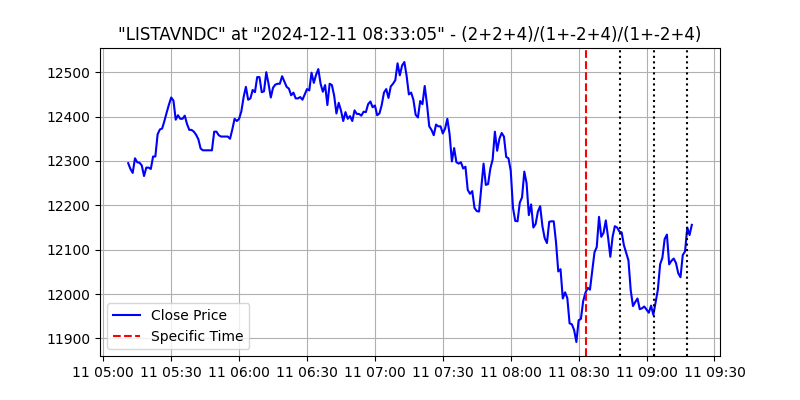 "LISTAVNDC" at "2024-12-11 08:33:05" - (2+2+4)/(1+-2+4)/(1+-2+4)
12500
12400
12300
12200
12100
12000
11900
Close Price
Specific Time
11 05:00 11 05:30 11 06:00 11 06:30 11 07:00 11 07:30 11 08:00 11 08:30 11 09:00 11 09:30